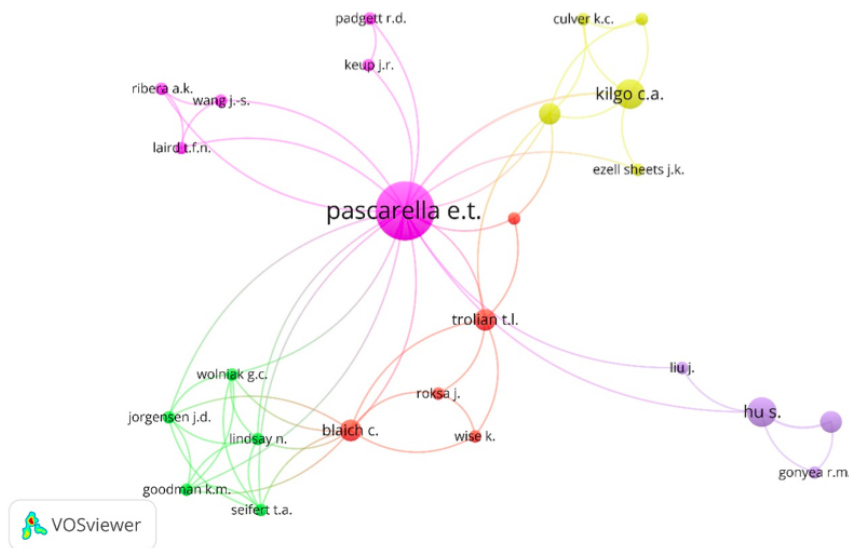 padgett r.d.
culver k.c.
keup j.r.
ribera a.k.
wang j.-s.
kilgo c.a.
laird t.f.n.
ezell sheets j.k.
pascarella e.t.
trolian t.l.
wolniak g.c.
liu j.
roksa j.
jorgensen j.d.
hu s.
blaich c.
wise k.
lindsay n.
gonyea r.m.
goodman k.m.
seifert t.a.
VOSviewer